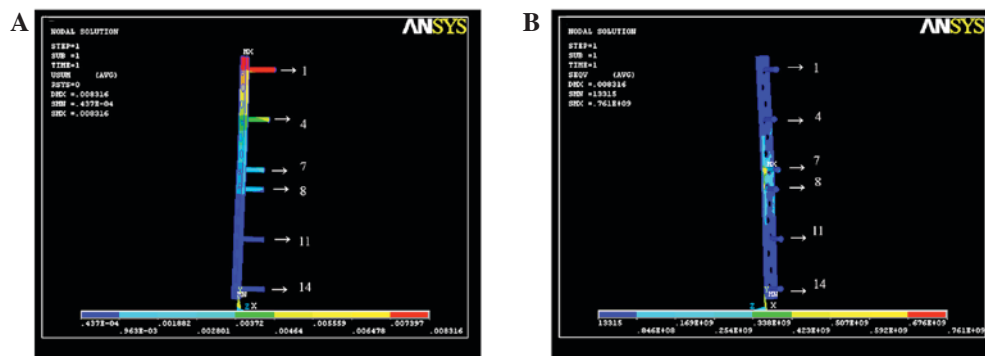 A
ANSYS
NODAL SOLUTION
STEP=1
SUB =1
TIME=1
USUM (AVG)
RSYS=0
DMX =.008316
SMN =.437E-04
SMX =.008316
MX
1
4
7
8
11
14
MN
Z X
.437E-04 .001882 .00372 .005559 .007397
.963E-03 .002801 .00464 .006478 .008316
B
ANSYS
NODAL SOLUTION
STEP=1
SUB =1
TIME=1
SEQV (AVG)
DMX =.008316
SMN =13315
SMX =.761E+09
1
4
7
MX
8
11
14
MN
Z X
13315 .169E+09 .338E+09 .507E+09 .676E+09
.846E+08 .254E+09 .423E+09 .592E+09 .761E+09